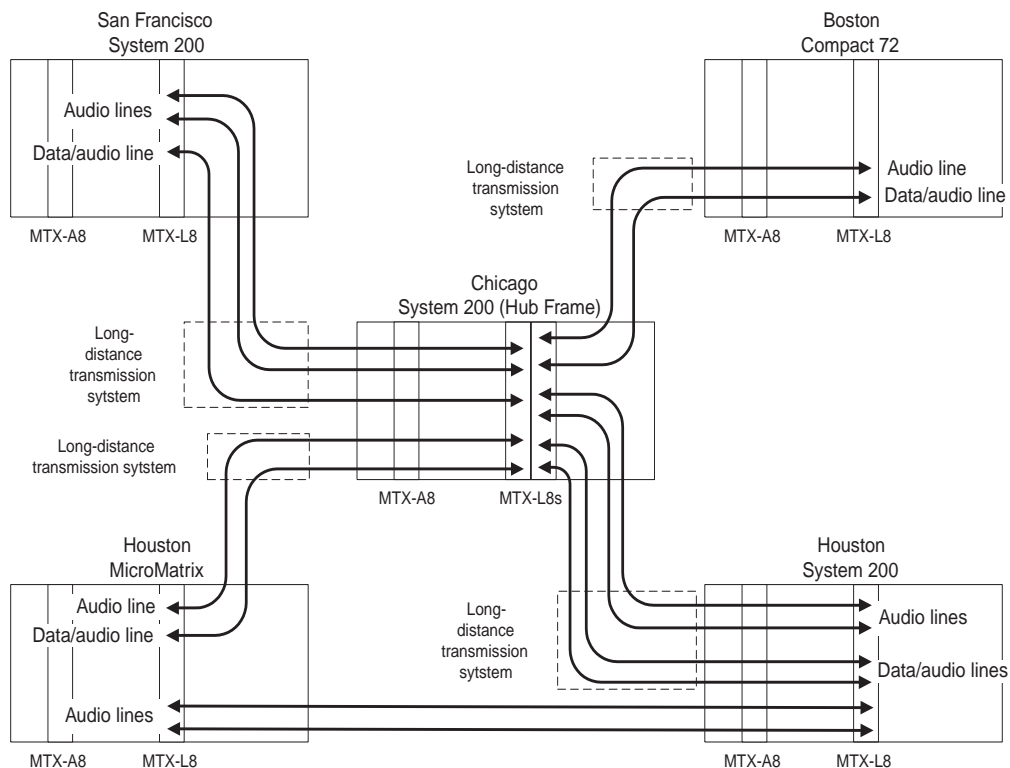 San Francisco
System 200
Audio lines
Data/audio line
MTX-A8
MTX-L8
Boston
Compact 72
Long-distance
transmission
sytstem
Audio line
Data/audio line
MTX-A8
MTX-L8
Chicago
System 200 (Hub Frame)
Long-
distance
transmission
sytstem
Long-distance
transmission sytstem
MTX-A8
MTX-L8s
Houston
MicroMatrix
Audio line
Data/audio line
Audio lines
MTX-A8
MTX-L8
Long-
distance
transmission
sytstem
Houston
System 200
Audio lines
Data/audio lines
MTX-A8
MTX-L8